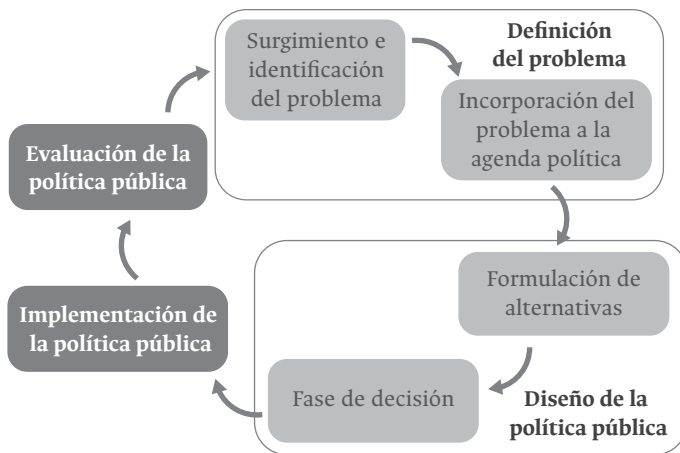 Surgimiento e
identificación
del problema
Definición
del problema
Incorporación del
problema a la
agenda política
Evaluación de la
política pública
Formulación de
alternativas
Implementación de
la política pública
Fase de decisión
Diseño de la
política pública